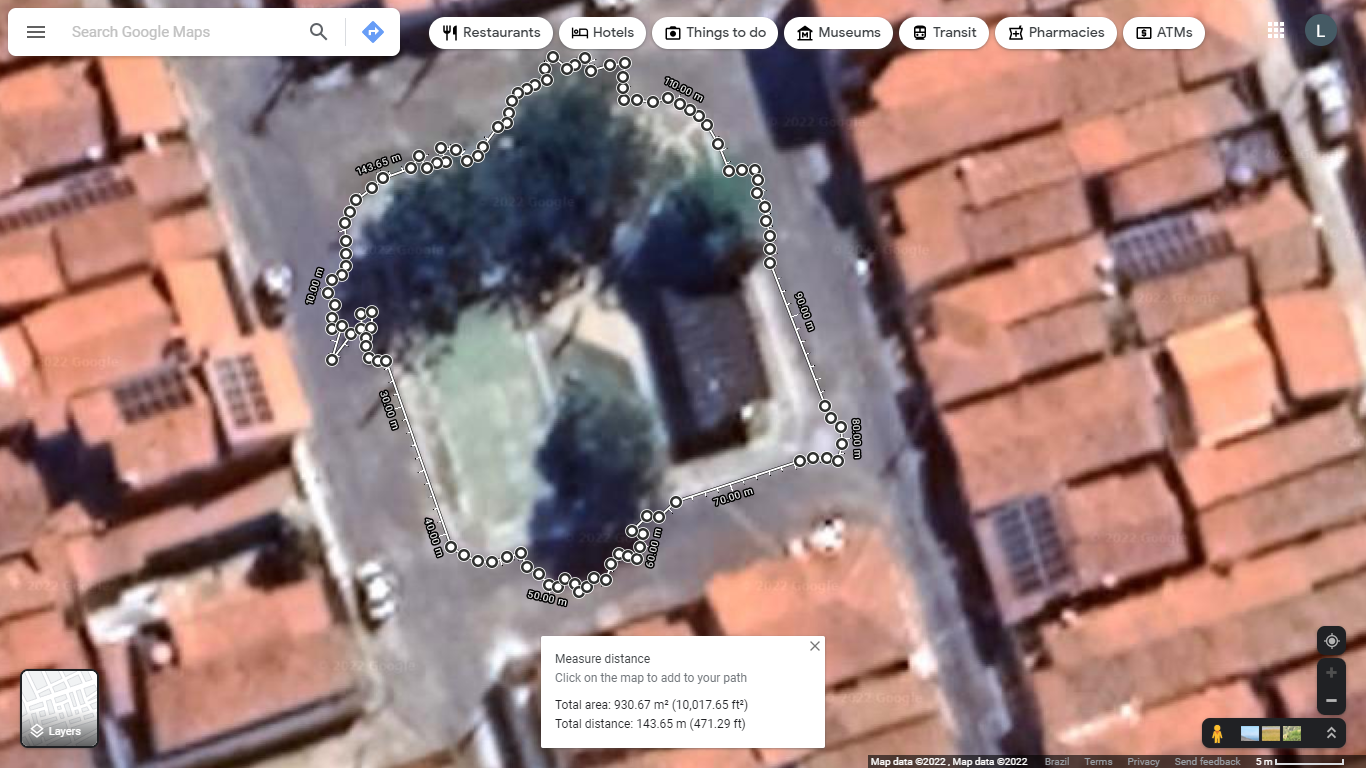 Search Google Maps
Restaurants
Hotels
Things to do
Museums
Transit
Pharmacies
ATMs
L
110.00 m
143.65 m
10.00 m
90.00 m
30.00 m
80.00 m
70.00 m
40.00 m
60.00 m
50.00 m
Measure distance
Click on the map to add to your path
Total area: 930.67 m² (10,017.65 ft²)
Total distance: 143.65 m (471.29 ft)
Layers
Map data ©2022 , Map data ©2022 Brazil Terms Privacy Send feedback 5 m